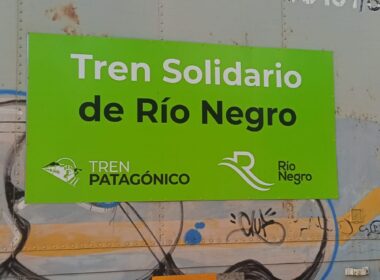 Tren Solidario
de Río Negro
TREN
PATAGÓNICO
Río
Negro